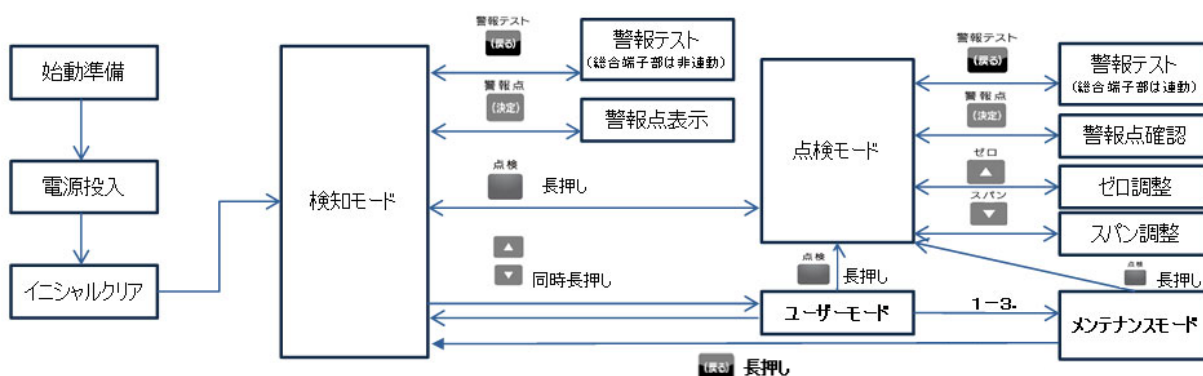 始動準備
電源投入
イニシャルクリア
検知モード
警報テスト
(戻る)
警報テスト
(総合端子部は非連動)
警報点
(決定)
警報点表示
点検
長押し
▲
▼
同時長押し
点検モード
警報テスト
(戻る)
警報テスト
(総合端子部は連動)
警報点
(決定)
警報点確認
ゼロ
▲
ゼロ調整
スパン
▼
スパン調整
点検
長押し
点検
長押し
ユーザーモード
1-3.
メンテナンスモード
(戻る) 長押し